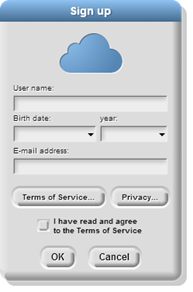 Sign up
User name:
Birth date: year:
E-mail address:
Terms of Service... Privacy...
I have read and agree
to the Terms of Service
OK Cancel